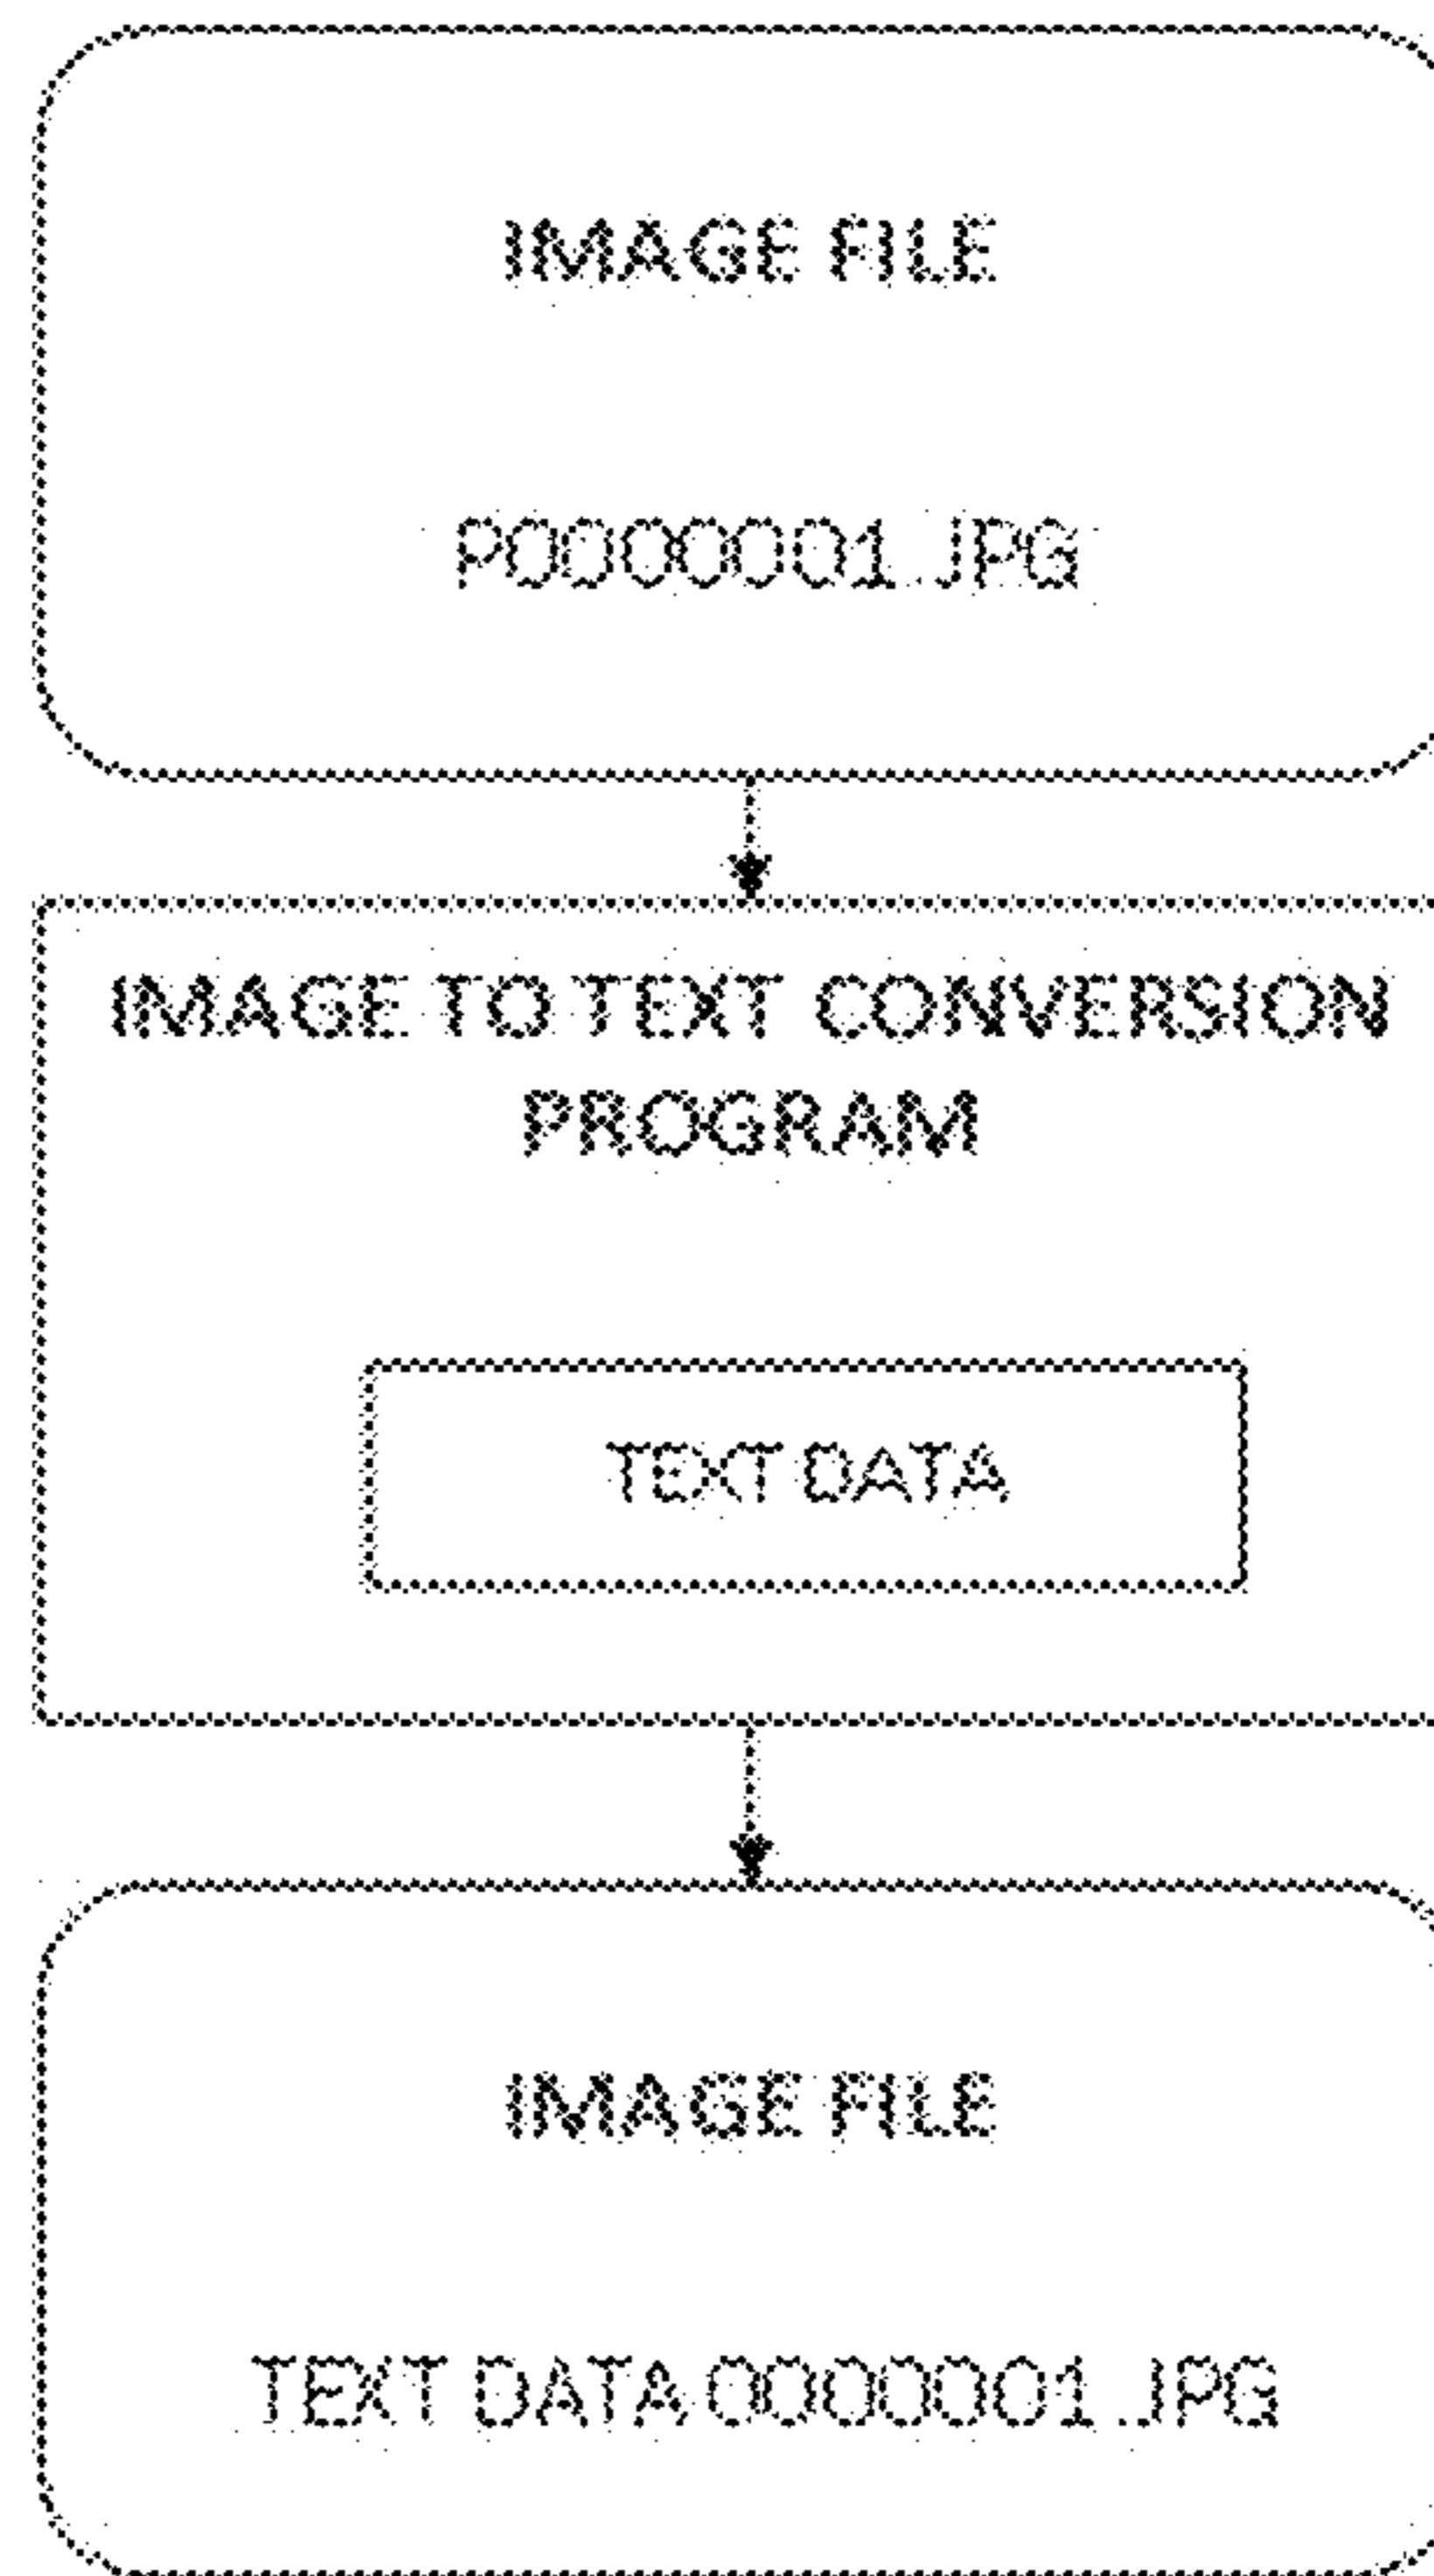 IMAGE FILE
P0000001.JPG
IMAGE TO TEXT CONVERSION
PROGRAM
TEXT DATA
IMAGE FILE
TEXT DATA 0000001.JPG